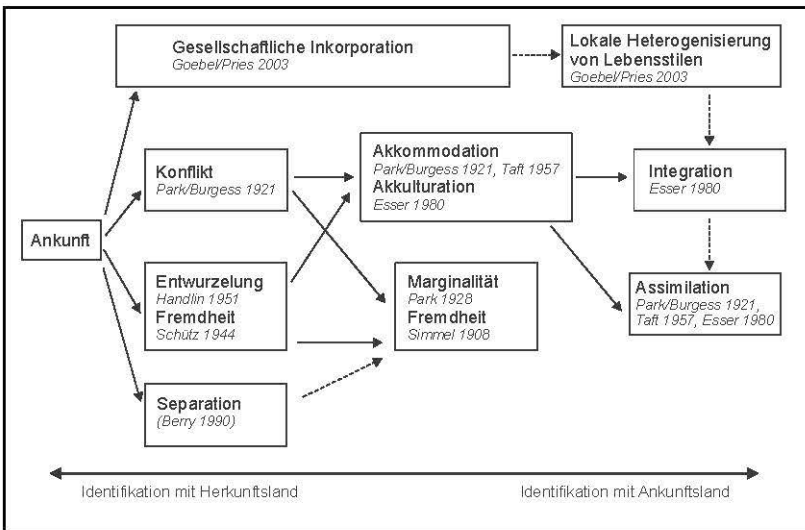 Gesellschaftliche Inkorporation
Goebel/Pries 2003
Lokale Heterogenisierung
von Lebensstilen
Goebel/Pries 2003
Konflikt
Park/Burgess 1921
Akkommodation
Park/Burgess 1921, Taft 1957
Akkulturation
Esser 1980
Integration
Esser 1980
Ankunft
Entwurzelung
Handlin 1951
Fremdheit
Schütz 1944
Marginalität
Park 1928
Fremdheit
Simmel 1908
Assimilation
Park/Burgess 1921,
Taft 1957, Esser 1980
Separation
(Berry 1990)
Identifikation mit Herkunftsland
Identifikation mit Ankunftsland